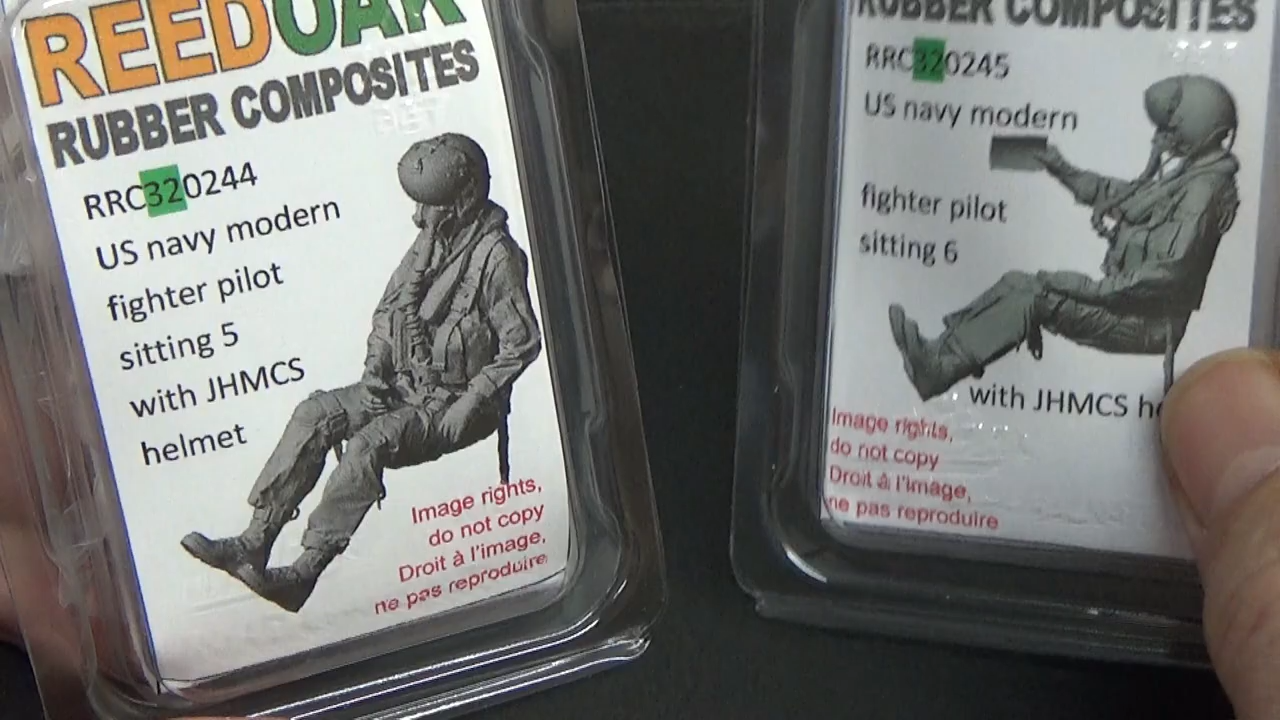 REEDOAK
RUBBER COMPOSITES
RRC320244
US navy modern
fighter pilot
sitting 5
with JHMCS
helmet
Image rights,
do not copy
Droit à l'image,
ne pas reproduire
RUBBER COMPOSITES
RRC320245
US navy modern
fighter pilot
sitting 6
with JHMCS
Image rights,
do not copy
Droit à l'image,
ne pas reproduire